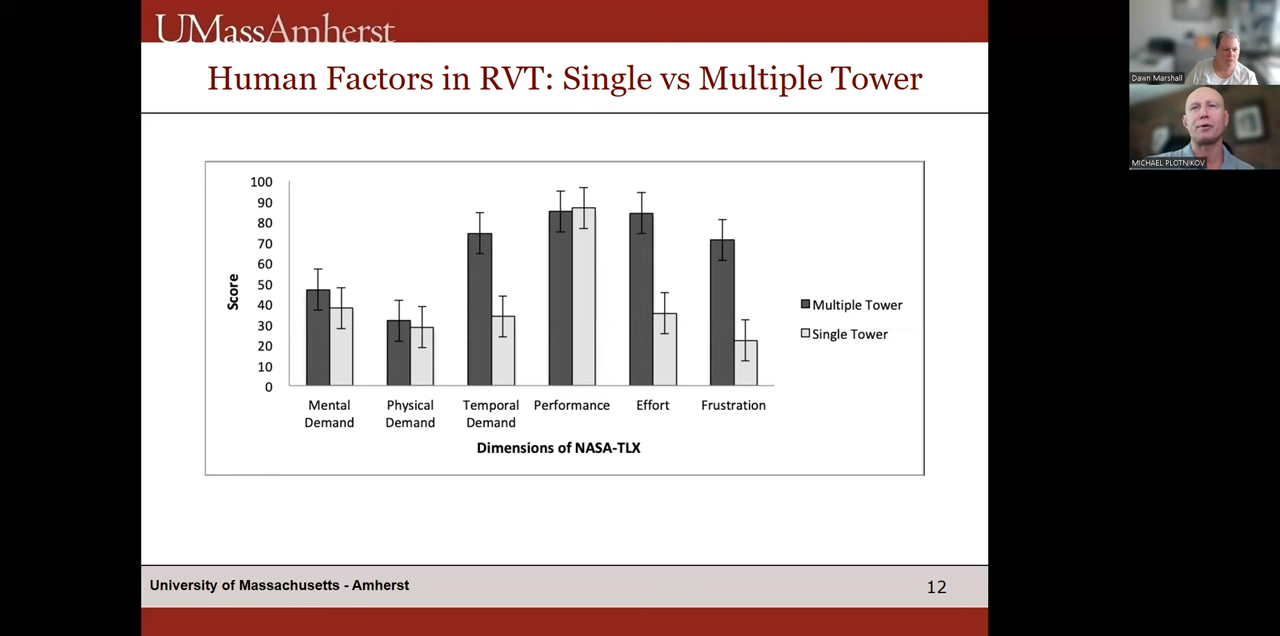 UMassAmherst
Human Factors in RVT: Single vs Multiple Tower
100
90
80
70
60
50
40
30
20
10
0
Score
Mental Demand
Physical Demand
Temporal Demand
Performance
Effort
Frustration
Dimensions of NASA-TLX
Multiple Tower
Single Tower
University of Massachusetts - Amherst
12
Dawn Marshall
MICHAEL PLOTNIKOV